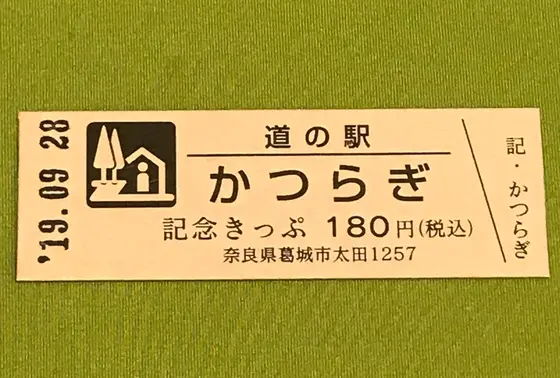 '19.09 28
道の駅
かつらぎ
記念きっぷ 180円(税込)
奈良県葛城市太田1257
記・かつらぎ